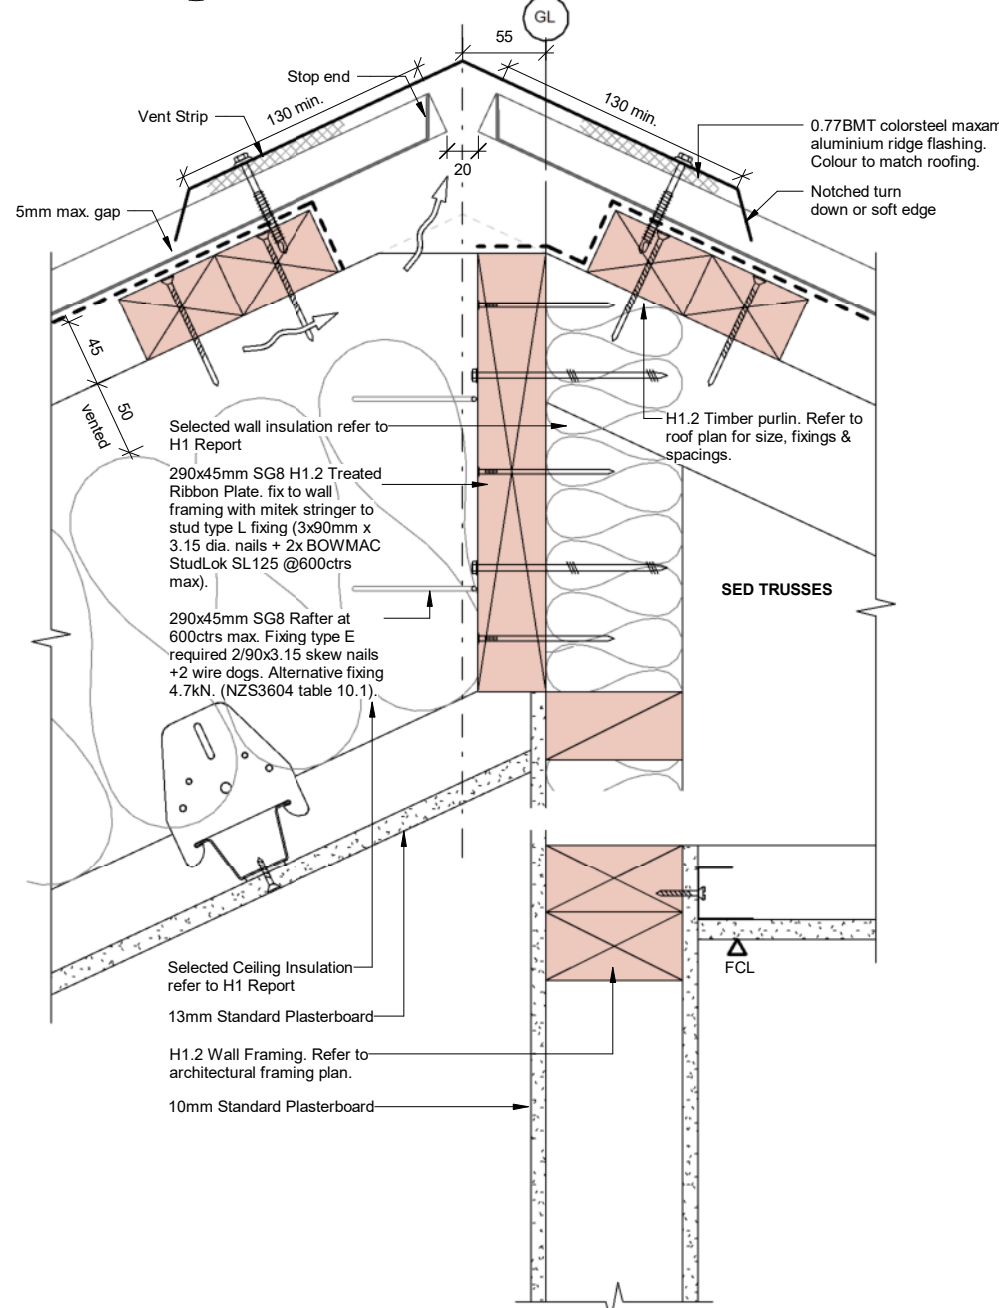 GL
55
Stop end
130 min.
130 min.
Vent Strip
0.77BMT colorsteel maxam
aluminium ridge flashing.
Colour to match roofing.
20
Notched turn
down or soft edge
5mm max. gap
45
50
vented
Selected wall insulation refer to
H1 Report
H1.2 Timber purlin. Refer to
roof plan for size, fixings &
spacings.
290x45mm SG8 H1.2 Treated
Ribbon Plate. fix to wall
framing with mitek stringer to
stud type L fixing (3x90mm x
3.15 dia. nails + 2x BOWMAC
StudLok SL125 @600ctrs
max).
SED TRUSSES
290x45mm SG8 Rafter at
600ctrs max. Fixing type E
required 2/90x3.15 skew nails
+2 wire dogs. Alternative fixing
4.7kN. (NZS3604 table 10.1).
Selected Ceiling Insulation
refer to H1 Report
FCL
13mm Standard Plasterboard
H1.2 Wall Framing. Refer to
architectural framing plan.
10mm Standard Plasterboard